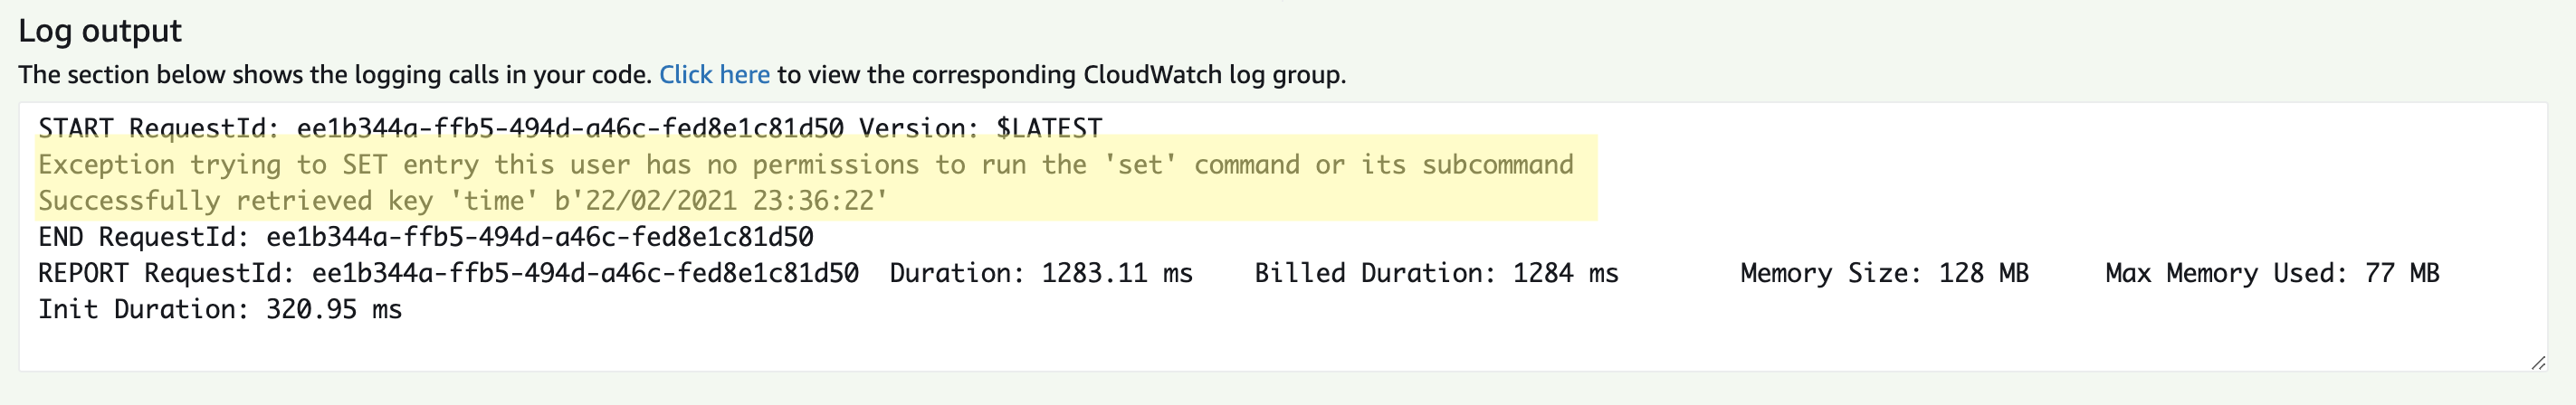 Log output
The section below shows the logging calls in your code. Click here to view the corresponding CloudWatch log group.
START RequestId: ee1b344a-ffb5-494d-a46c-fed8e1c81d50 Version: $LATEST
Exception trying to SET entry this user has no permissions to run the 'set' command or its subcommand
Successfully retrieved key 'time' b'22/02/2021 23:36:22'
END RequestId: ee1b344a-ffb5-494d-a46c-fed8e1c81d50
REPORT RequestId: ee1b344a-ffb5-494d-a46c-fed8e1c81d50 Duration: 1283.11 ms Billed Duration: 1284 ms Memory Size: 128 MB Max Memory Used: 77 MB
Init Duration: 320.95 ms